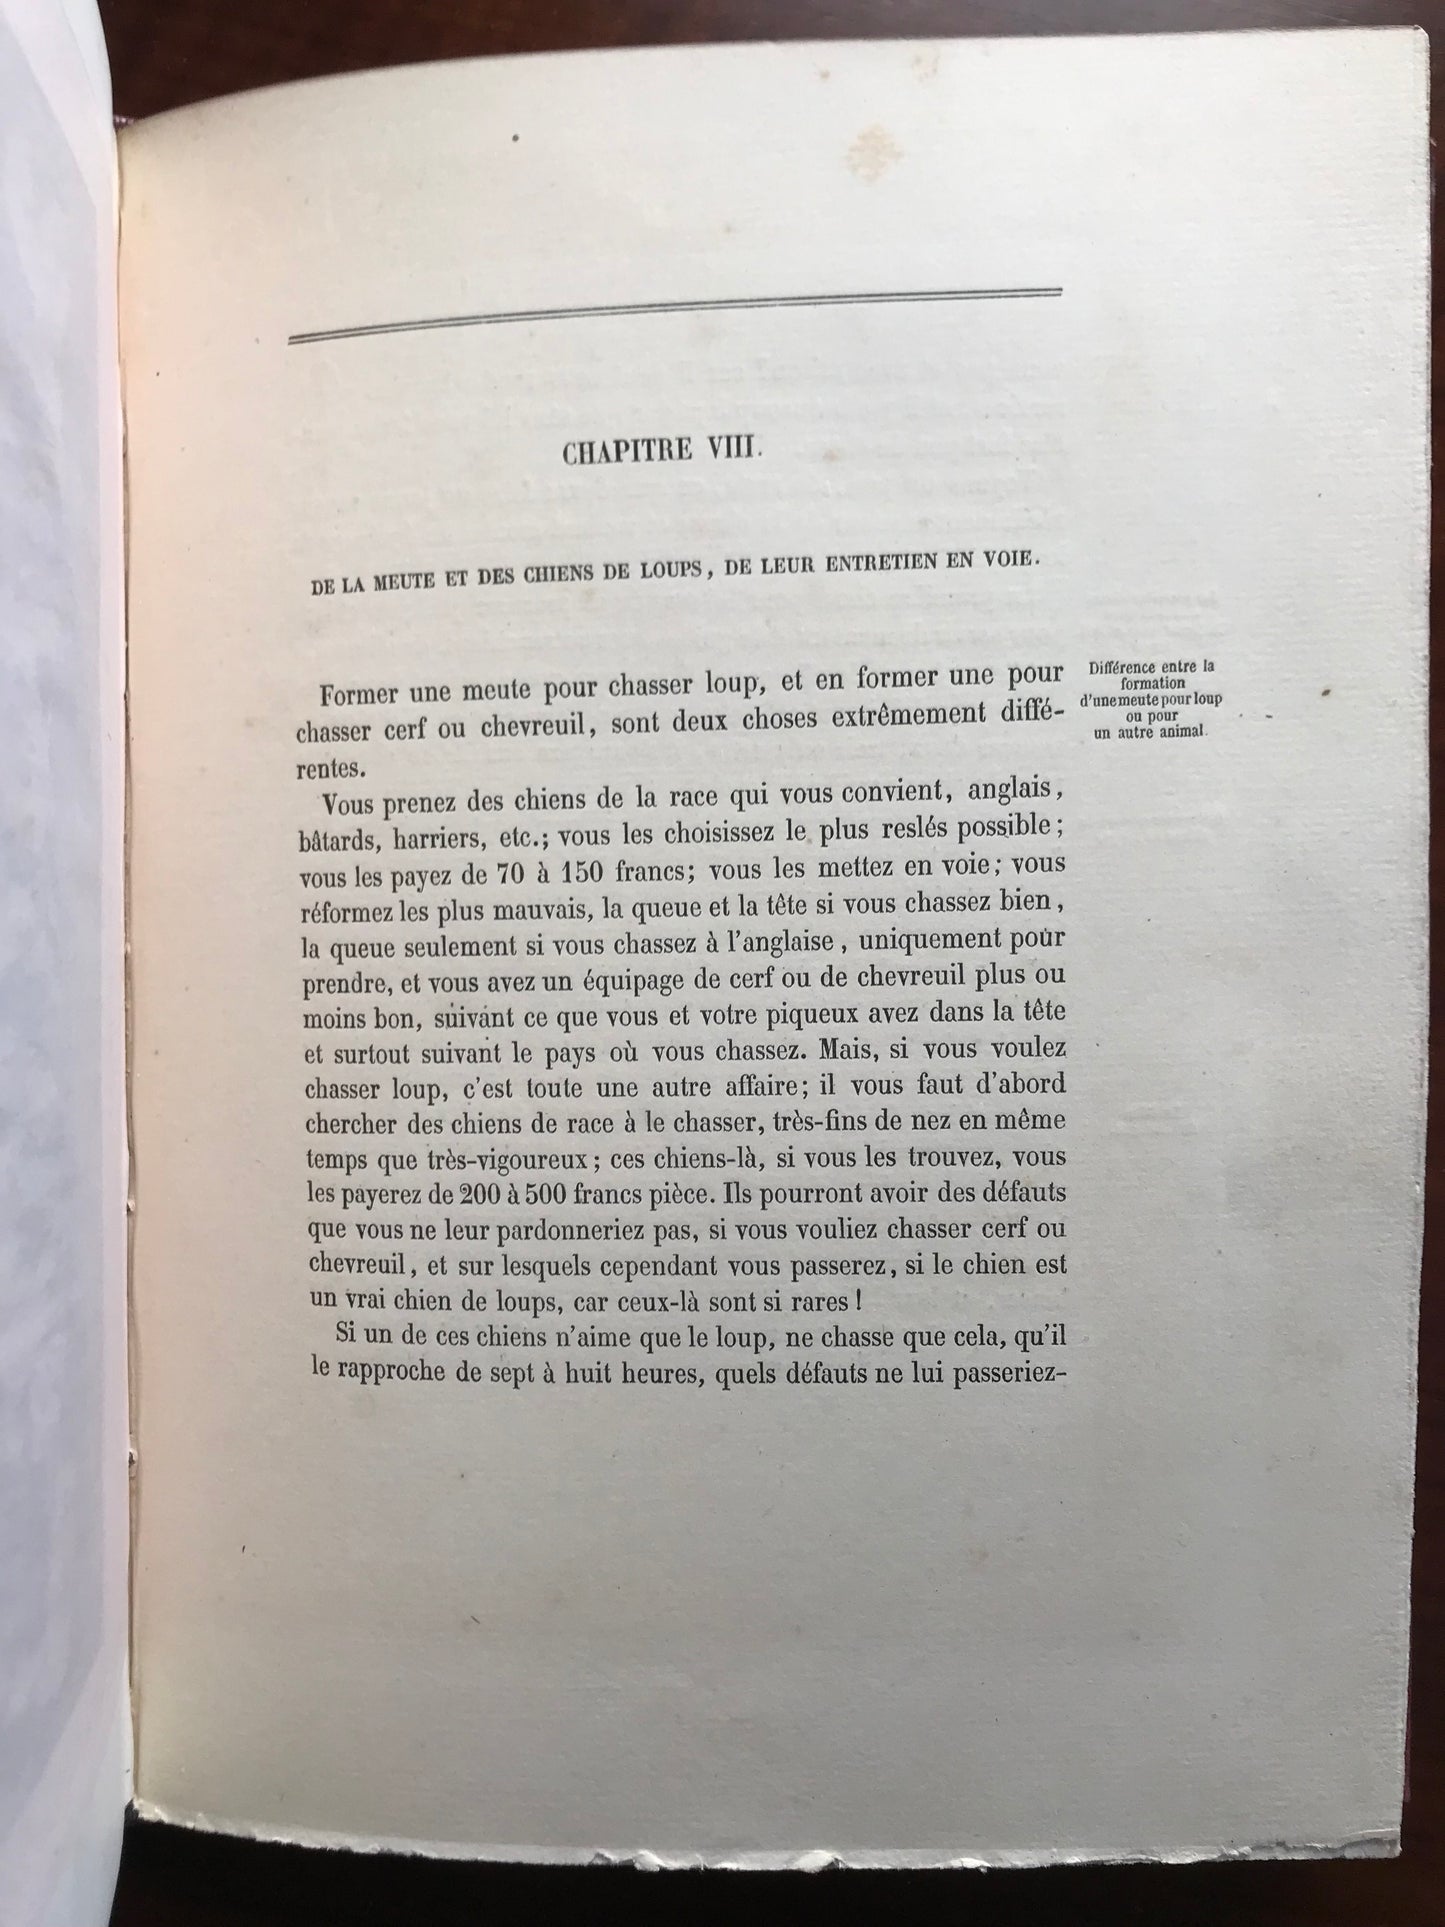 CHAPITRE VIII.
DE LA MEUTE ET DES CHIENS DE LOUPS, DE LEUR ENTRETIEN EN VOIE.
Former une meute pour chasser loup, et en former une pour
chasser cerf ou chevreuil, sont deux choses extrêmement diffé-
rentes.
Différence entre la
formation
d'une meute pour loup
ou pour
un autre animal.
Vous prenez des chiens de la race qui vous convient, anglais,
bâtards, harriers, etc.; vous les choisissez le plus reslés possible;
vous les payez de 70 à 150 francs; vous les mettez en voie; vous
réformez les plus mauvais, la queue et la tête si vous chassez bien,
la queue seulement si vous chassez à l'anglaise, uniquement pour
prendre, et vous avez un équipage de cerf ou de chevreuil plus ou
moins bon, suivant ce que vous et votre piqueux avez dans la tête
et surtout suivant le pays où vous chassez. Mais, si vous voulez
chasser loup, c'est toute une autre affaire; il vous faut d'abord
chercher des chiens de race à le chasser, très-fins de nez en même
temps que très-vigoureux; ces chiens-là, si vous les trouvez, vous
les payerez de 200 à 500 francs pièce. Ils pourront avoir des défauts
que vous ne leur pardonneriez pas, si vous vouliez chasser cerf ou
chevreuil, et sur lesquels cependant vous passerez, si le chien est
un vrai chien de loups, car ceux-là sont si rares!
Si un de ces chiens n'aime que le loup, ne chasse que cela, qu'il
le rapproche de sept à huit heures, quels défauts ne lui passeriez-